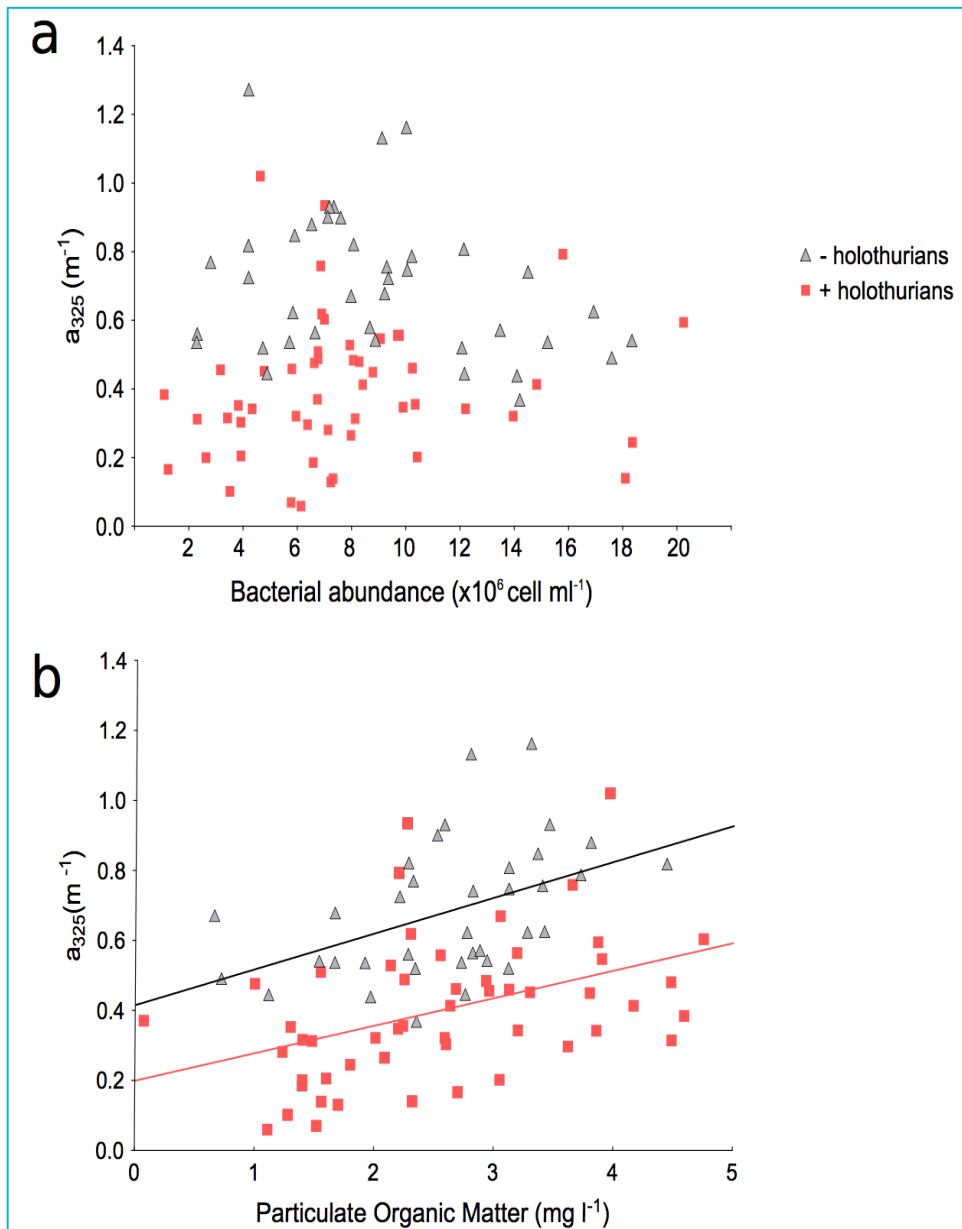 a
1.4
1.2
1.0
0.8
0.6
0.4
0.2
0.0
a325 (m-1)
2 4 6 8 10 12 14 16 18 20
Bacterial abundance (x10⁶ cell ml⁻¹)
- holothurians
+ holothurians
b
1.4
1.2
1.0
0.8
0.6
0.4
0.2
0.0
a₃₂₅(m ⁻¹)
0 1 2 3 4 5
Particulate Organic Matter (mg l⁻¹)